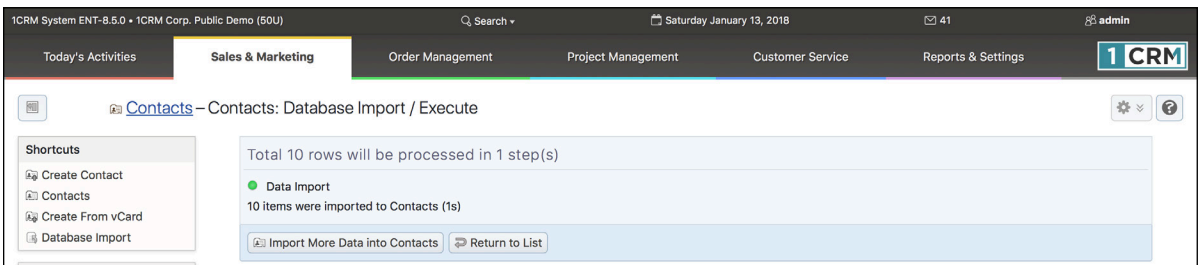 1CRM System ENT-8.5.0 • 1CRM Corp. Public Demo (50U)
Search
Saturday January 13, 2018
41
admin
Today's Activities
Sales & Marketing
Order Management
Project Management
Customer Service
Reports & Settings
1 CRM
Contacts – Contacts: Database Import / Execute
?
Shortcuts
Create Contact
Contacts
Create From vCard
Database Import
Total 10 rows will be processed in 1 step(s)
Data Import
10 items were imported to Contacts (1s)
Import More Data into Contacts
Return to List